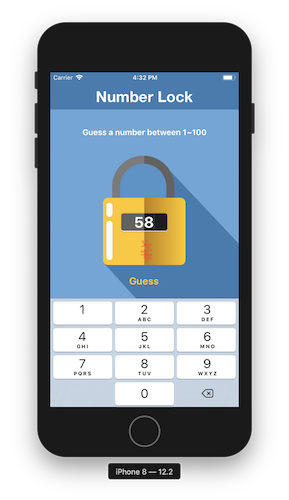 Carrier 4:32 PM
Number Lock
Guess a number between 1~100
58
Guess
1 2 3
ABC DEF
4 5 6
GHI JKL MNO
7 8 9
PQRS TUV WXYZ
0
iPhone 8 — 12.2